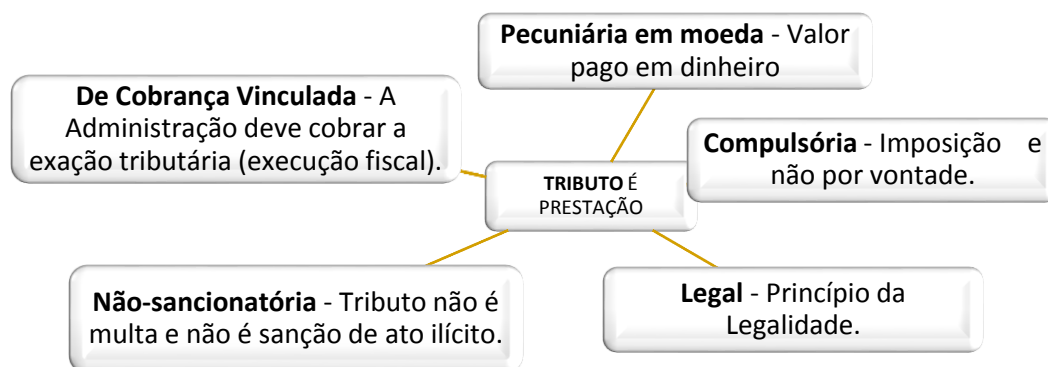 Pecuniária em moeda - Valor
pago em dinheiro
De Cobrança Vinculada - A
Administração deve cobrar a
exação tributária (execução fiscal).
Compulsória - Imposição e
não por vontade.
TRIBUTO É
PRESTAÇÃO
Não-sancionatória - Tributo não é
multa e não é sanção de ato ilícito.
Legal - Princípio da
Legalidade.